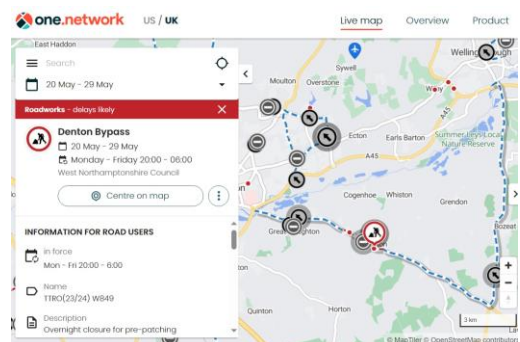 one.network
US / UK
Live map
Overview
Product
East Haddon
Search
20 May - 29 May
Roadworks - delays likely
Denton Bypass
20 May - 29 May
Monday - Friday 20:00 - 06:00
West Northamptonshire Council
Centre on map
INFORMATION FOR ROAD USERS
In force
Mon - Fri 20:00 - 6:00
Name
TTRO(23/24) W849
Description
Overnight closure for pre-patching
Sywell
Moulton
Overstone
Ecton
Earls Barton
Summer Leys Local
Nature Reserve
A45
A45
Cogenhoe
Whiston
Grendon
Bozeat
Quinton
Horton
3 km
© MapTiler © OpenStreetMap contributors